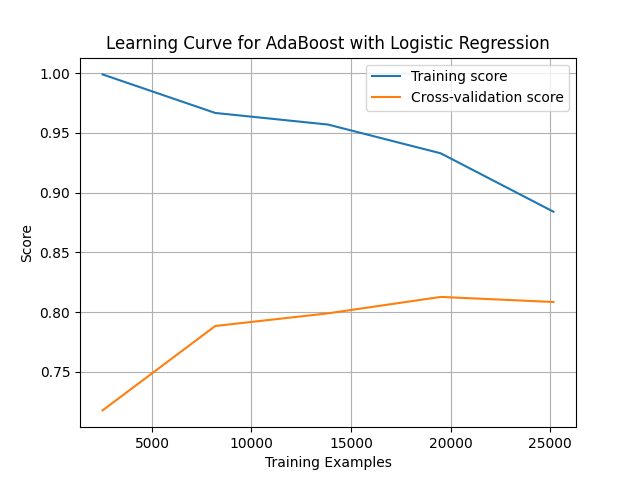 Learning Curve for AdaBoost with Logistic Regression
Training score
Cross-validation score
1.00
0.95
0.90
0.85
0.80
0.75
Score
5000 10000 15000 20000 25000
Training Examples